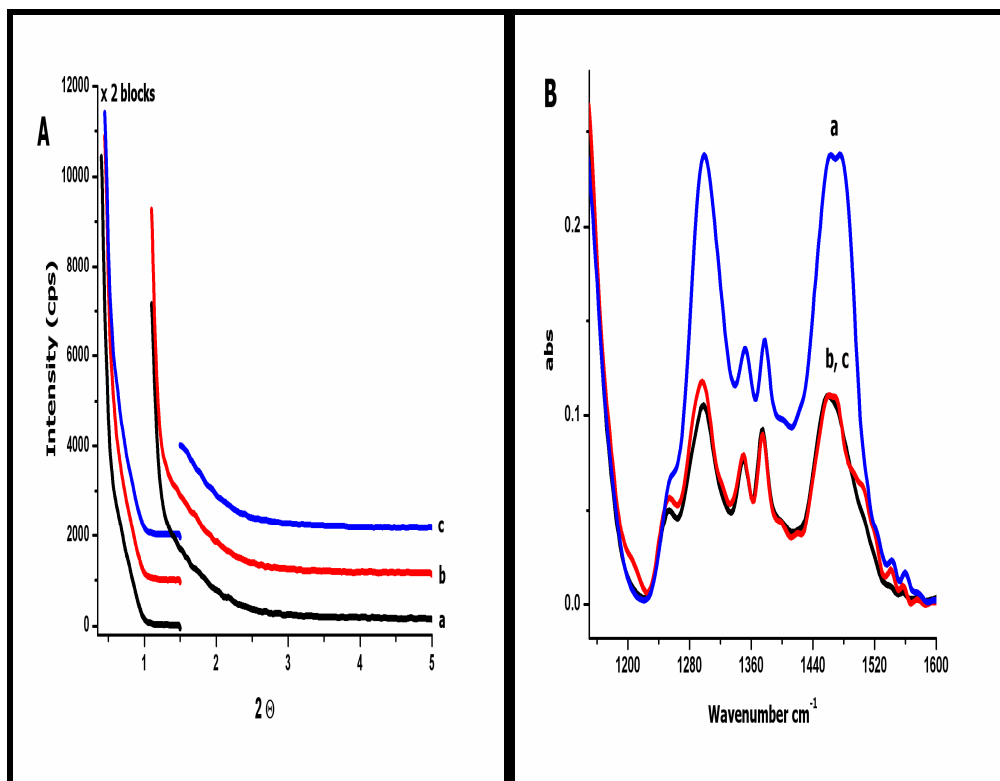 A
x 2 blocks
12000
10000
8000
6000
4000
2000
0
Intensity (cps)
c
b
a
1 2 3 4 5
2 Θ
B
a
b, c
0.2
0.1
0.0
abs
1200 1280 1360 1440 1520 1600
Wavenumber cm-1